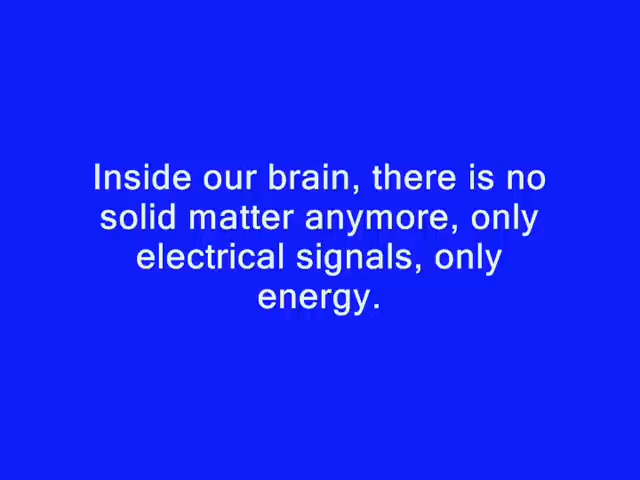 Inside our brain, there is no
solid matter anymore, only
electrical signals, only
energy.